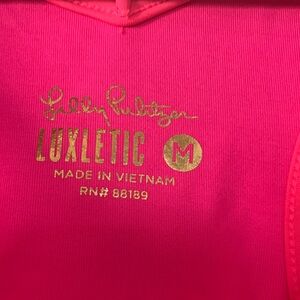 Lilly Pulitzer
LUXLETIC M
MADE IN VIETNAM
RN# 88189